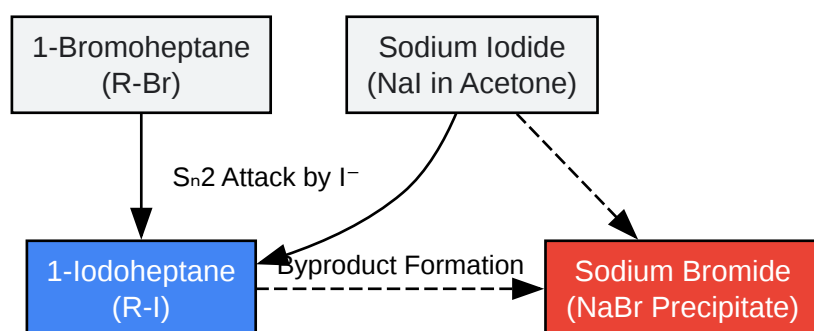 1-Bromoheptane
(R-Br)
Sodium Iodide
(NaI in Acetone)
Sₙ2 Attack by I⁻
1-Iodoheptane
(R-I)
Byproduct Formation
Sodium Bromide
(NaBr Precipitate)